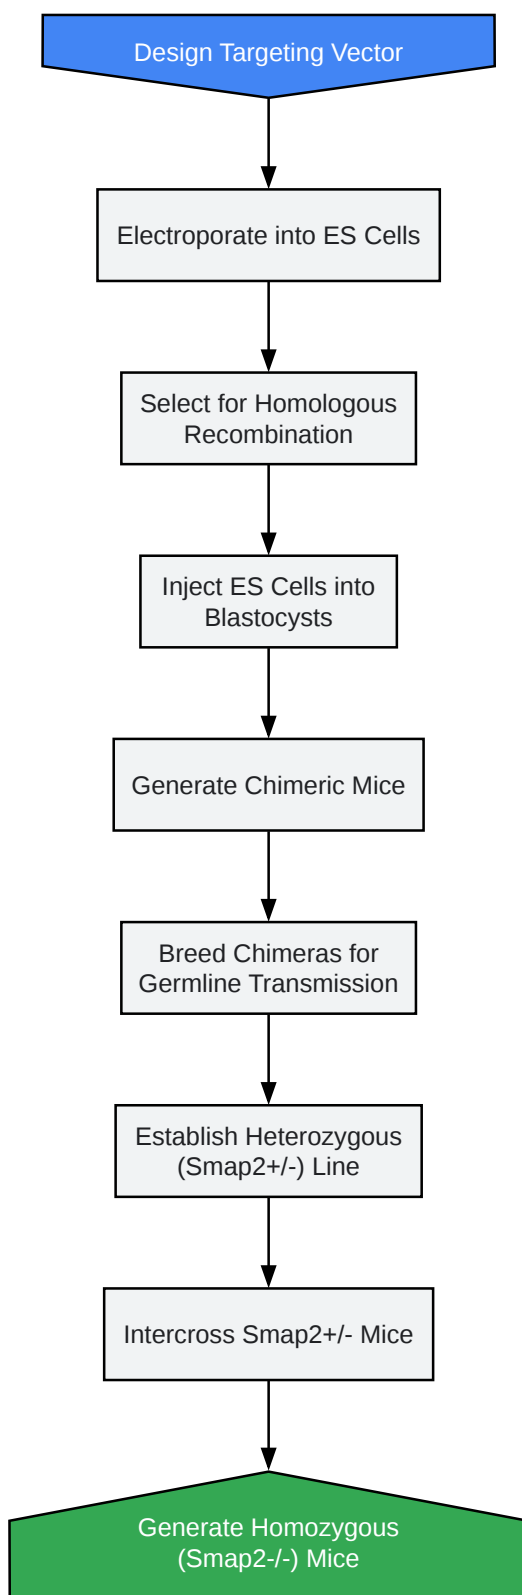 Design Targeting Vector
Electroporate into ES Cells
Select for Homologous
Recombination
Inject ES Cells into
Blastocysts
Generate Chimeric Mice
Breed Chimeras for
Germline Transmission
Establish Heterozygous
(Smap2+/-) Line
Intercross Smap2+/- Mice
Generate Homozygous
(Smap2-/-) Mice